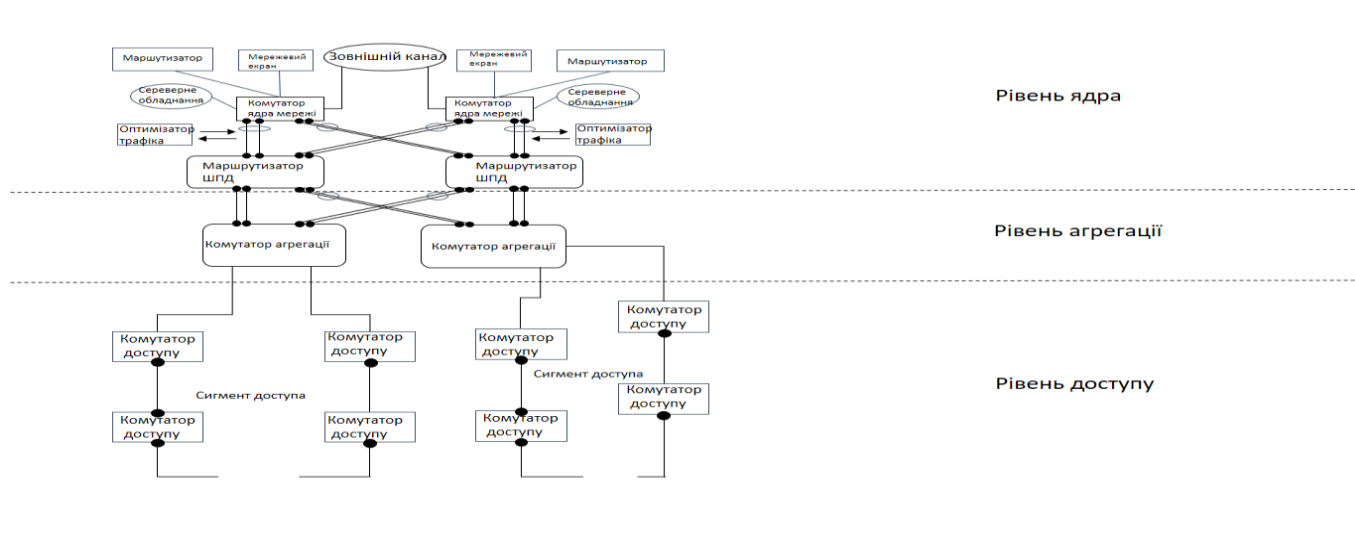 Маршутизатор
Мережевий
екран
Зовнішній канал
Мережевий
екран
Маршутизатор
Сереверне
обладнання
Комутатор
ядра мережі
Комутатор
ядра мережі
Сереверне
обладнання
Рівень ядра
Оптимізатор
трафіка
Оптимізатор
трафіка
Маршрутизатор
ШПД
Маршрутизатор
ШПД
Комутатор агрегації
Комутатор агрегації
Рівень агрегації
Комутатор
доступу
Комутатор
доступу
Комутатор
доступу
Комутатор
доступу
Сигмент доступа
Сигмент доступа
Рівень доступу
Комутатор
доступу
Комутатор
доступу
Комутатор
доступу
Комутатор
доступу